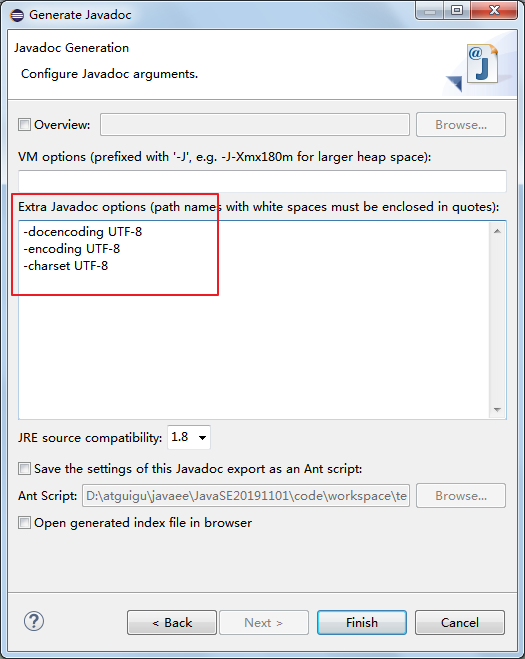 Generate Javadoc
Javadoc Generation
Configure Javadoc arguments.
@
J
Overview:
Browse...
VM options (prefixed with '-J', e.g. -J-Xmx180m for larger heap space):
Extra Javadoc options (path names with white spaces must be enclosed in quotes):
-docencoding UTF-8
-encoding UTF-8
-charset UTF-8
JRE source compatibility: 1.8
Save the settings of this Javadoc export as an Ant script:
Ant Script: D:\atguigu\javaee\JavaSE20191101\code\workspace\te Browse...
Open generated index file in browser
? < Back Next > Finish Cancel